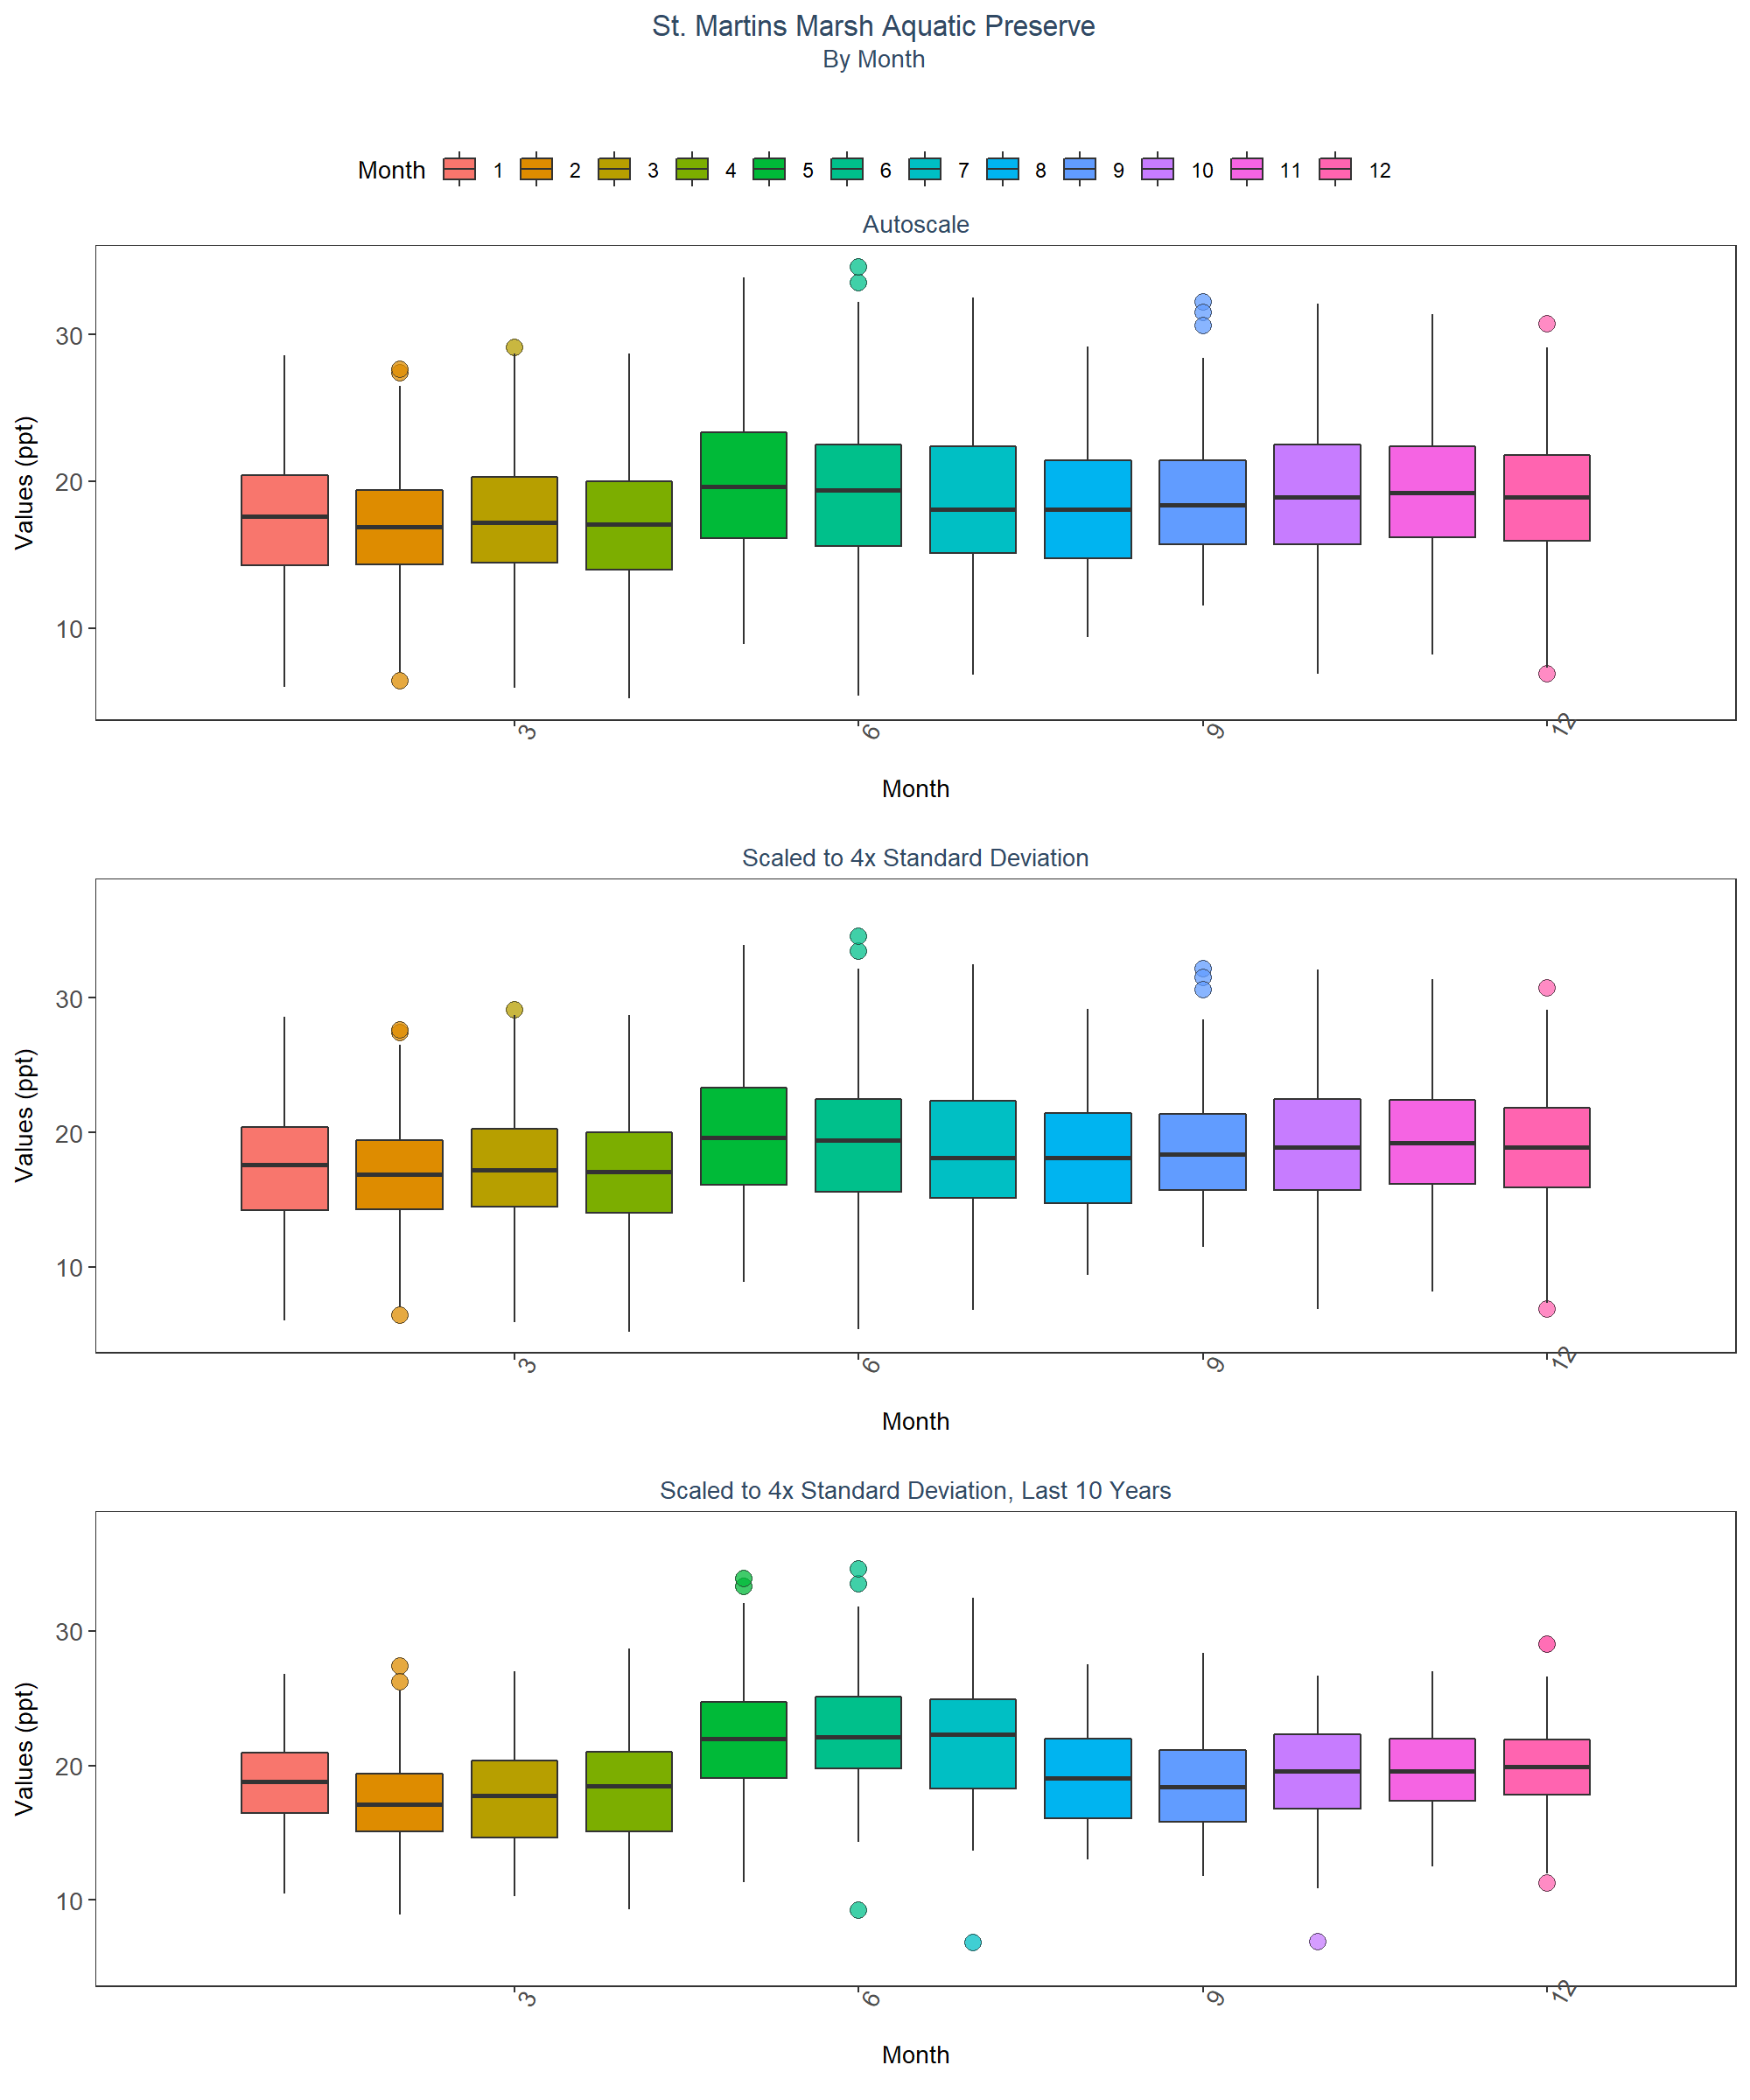 St. Martins Marsh Aquatic Preserve
By Month
Month 1 2 3 4 5 6 7 8 9 10 11 12
Autoscale
Values (ppt)
30
20
10
3 6 9 12
Month
Scaled to 4x Standard Deviation
Values (ppt)
30
20
10
3 6 9 12
Month
Scaled to 4x Standard Deviation, Last 10 Years
Values (ppt)
30
20
10
3 6 9 12
Month